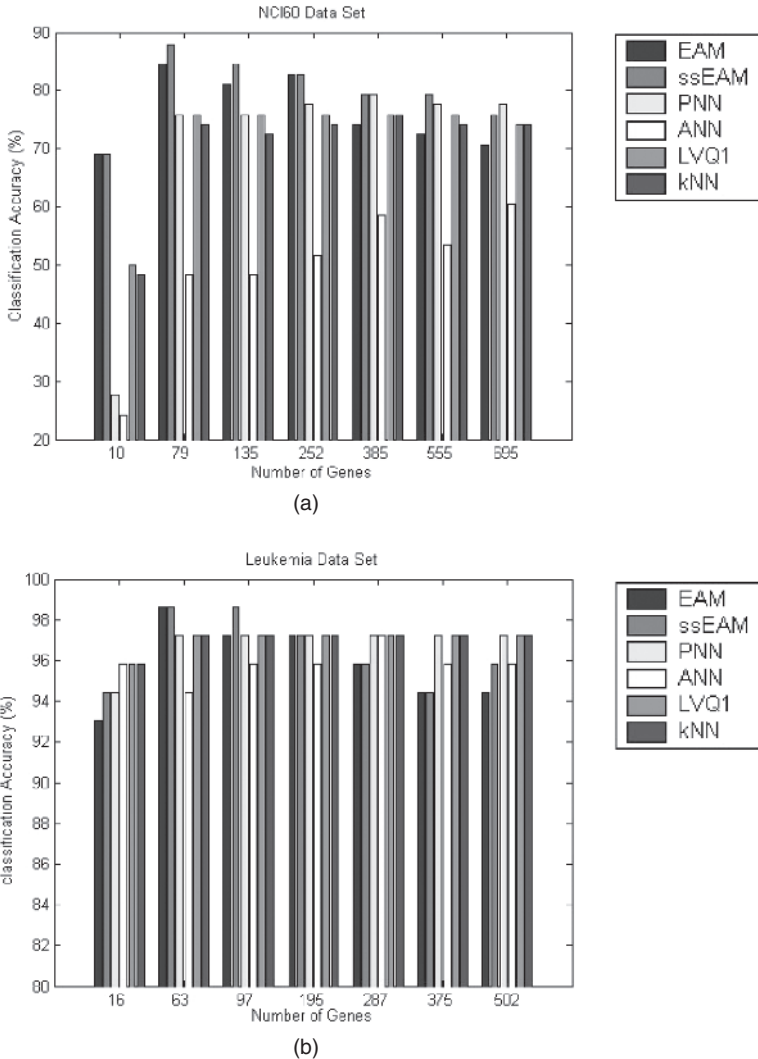 NCI60 Data Set
90
80
70
60
50
40
30
20
Classification Accuracy (%)
10 79 135 252 385 555 695
Number of Genes
EAM
ssEAM
PNN
ANN
LVQ1
kNN
(a)
Leukemia Data Set
100
98
96
94
92
90
88
86
84
82
80
classification Accuracy (%)
16 63 97 195 287 375 502
Number of Genes
EAM
ssEAM
PNN
ANN
LVQ1
kNN
(b)